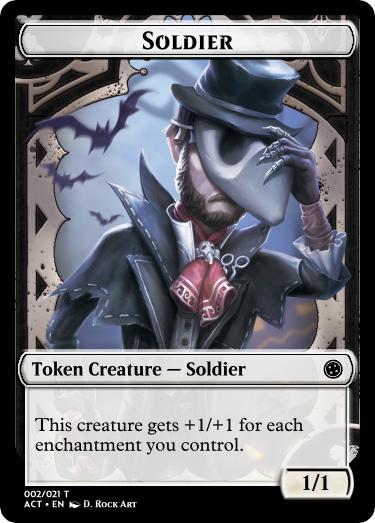 SOLDIER
Token Creature — Soldier
This creature gets +1/+1 for each
enchantment you control.
1/1
002/021 T
ACT • EN D. ROCK ART